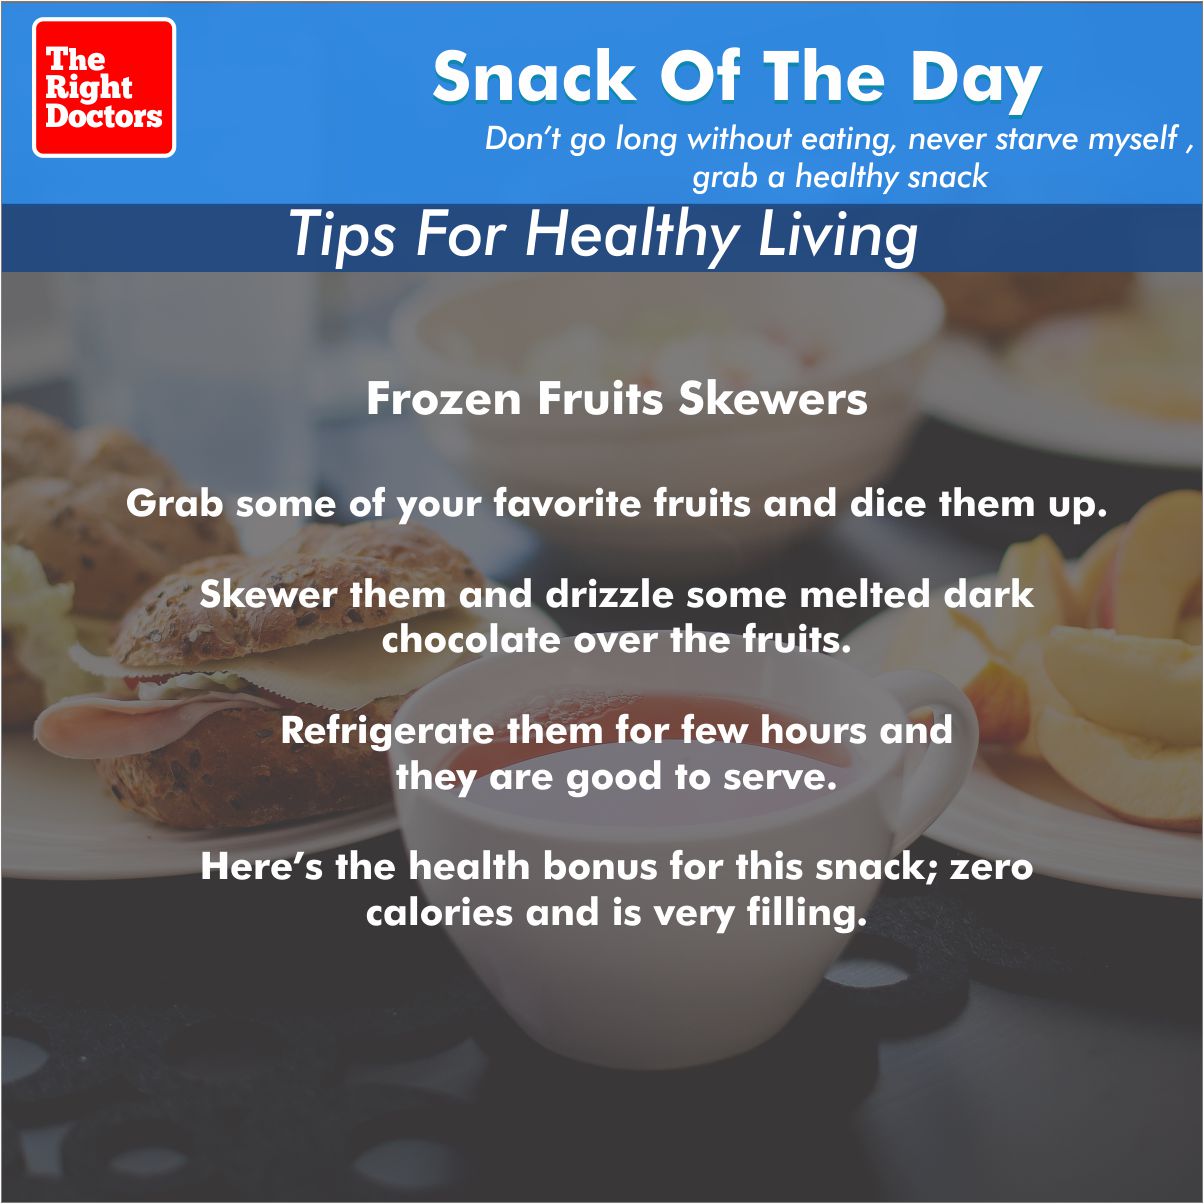 The
Right
Doctors
Snack Of The Day
Don’t go long without eating, never starve myself ,
grab a healthy snack
Tips For Healthy Living
Frozen Fruits Skewers
Grab some of your favorite fruits and dice them up.
Skewer them and drizzle some melted dark
chocolate over the fruits.
Refrigerate them for few hours and
they are good to serve.
Here’s the health bonus for this snack; zero
calories and is very filling.